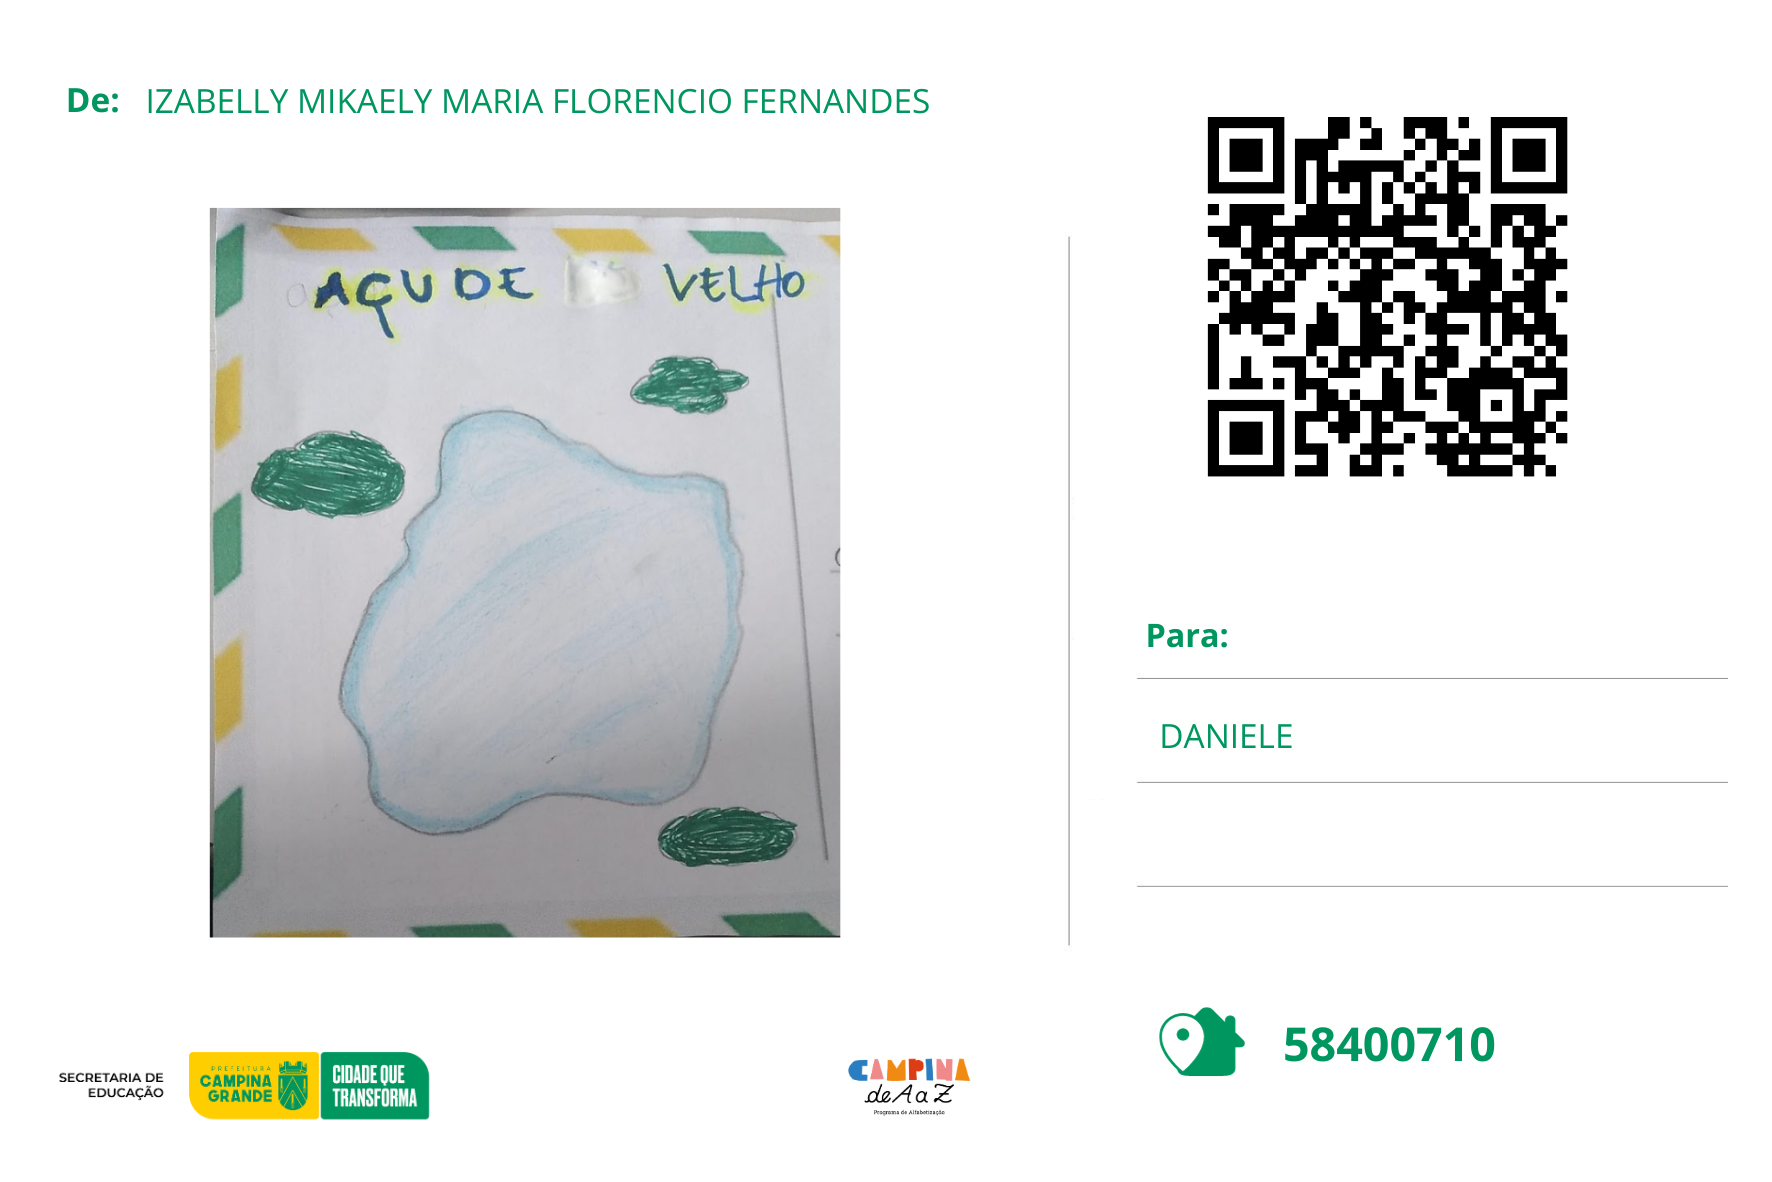 De: IZABELLY MIKAELY MARIA FLORENCIO FERNANDES
AÇUDE VELHO
Para:
DANIELE
58400710
SECRETARIA DE
EDUCAÇÃO
PREFEITURA
CAMPINA
GRANDE
CIDADE QUE
TRANSFORMA
CAMPINA
de A a Z
Programa de Alfabetização